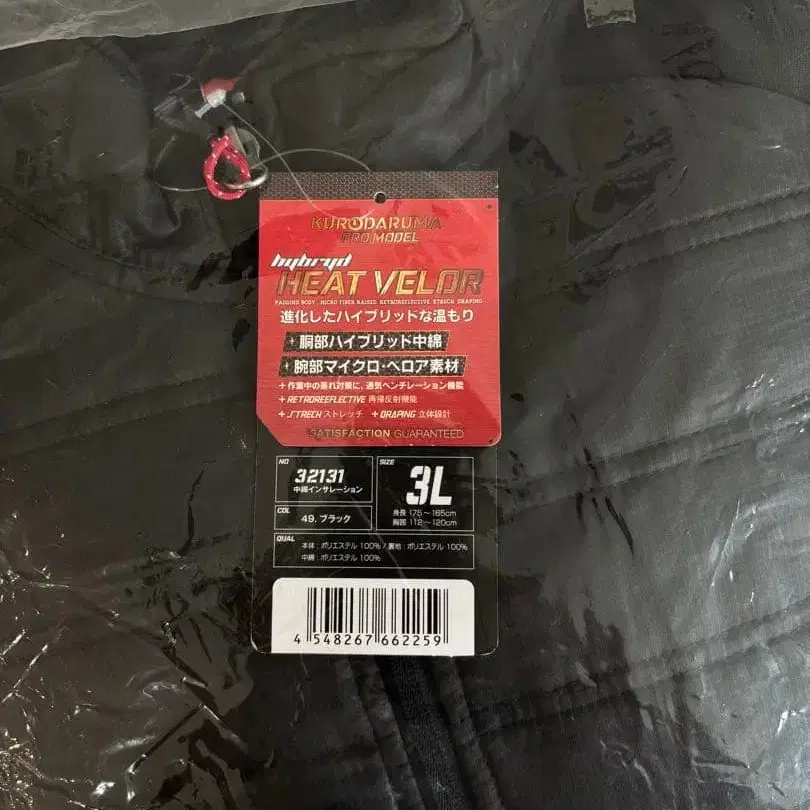 KURODARUMA
PRO MODEL
hybryd
HEAT VELOR
PADDING BODY . MICRO FIBER RAISED. RETROREFLECTIVE. STRECH. DRAPING
進化したハイブリッドな温もり
+ 胴部ハイブリッド中綿
+ 腕部マイクロ・ベロア素材
+ 作業中の蒸れ対策に、通気ベンチレーション機能
+ RETROREEFLECTIVE 再帰反射機能
+ STRECH ストレッチ + DRAPING 立体設計
SATISFACTION GUARANTEED
NO
32131
中綿インサレーション
SIZE
3L
身長 175～185cm
胸囲 112～120cm
COL
49. ブラック
QUAL
本体：ポリエステル 100% / 裏地：ポリエステル 100%
中綿：ポリエステル 100%
4 548267 662259